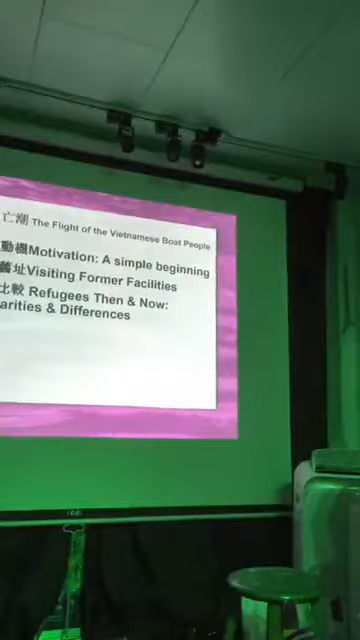 亡潮 The Flight of the Vietnamese Boat People
動機Motivation: A simple beginning
舊址Visiting Former Facilities
比較 Refugees Then & Now:
arities & Differences